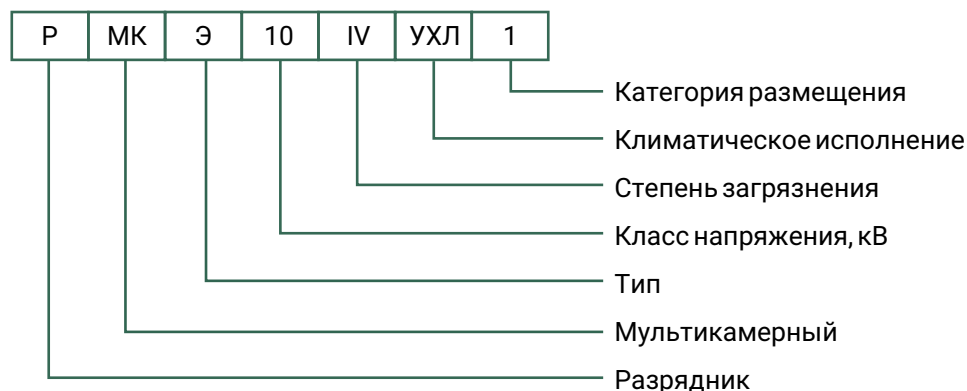 Р МК Э 10 IV УХЛ 1
Категория размещения
Климатическое исполнение
Степень загрязнения
Класс напряжения, кВ
Тип
Мультикамерный
Разрядник